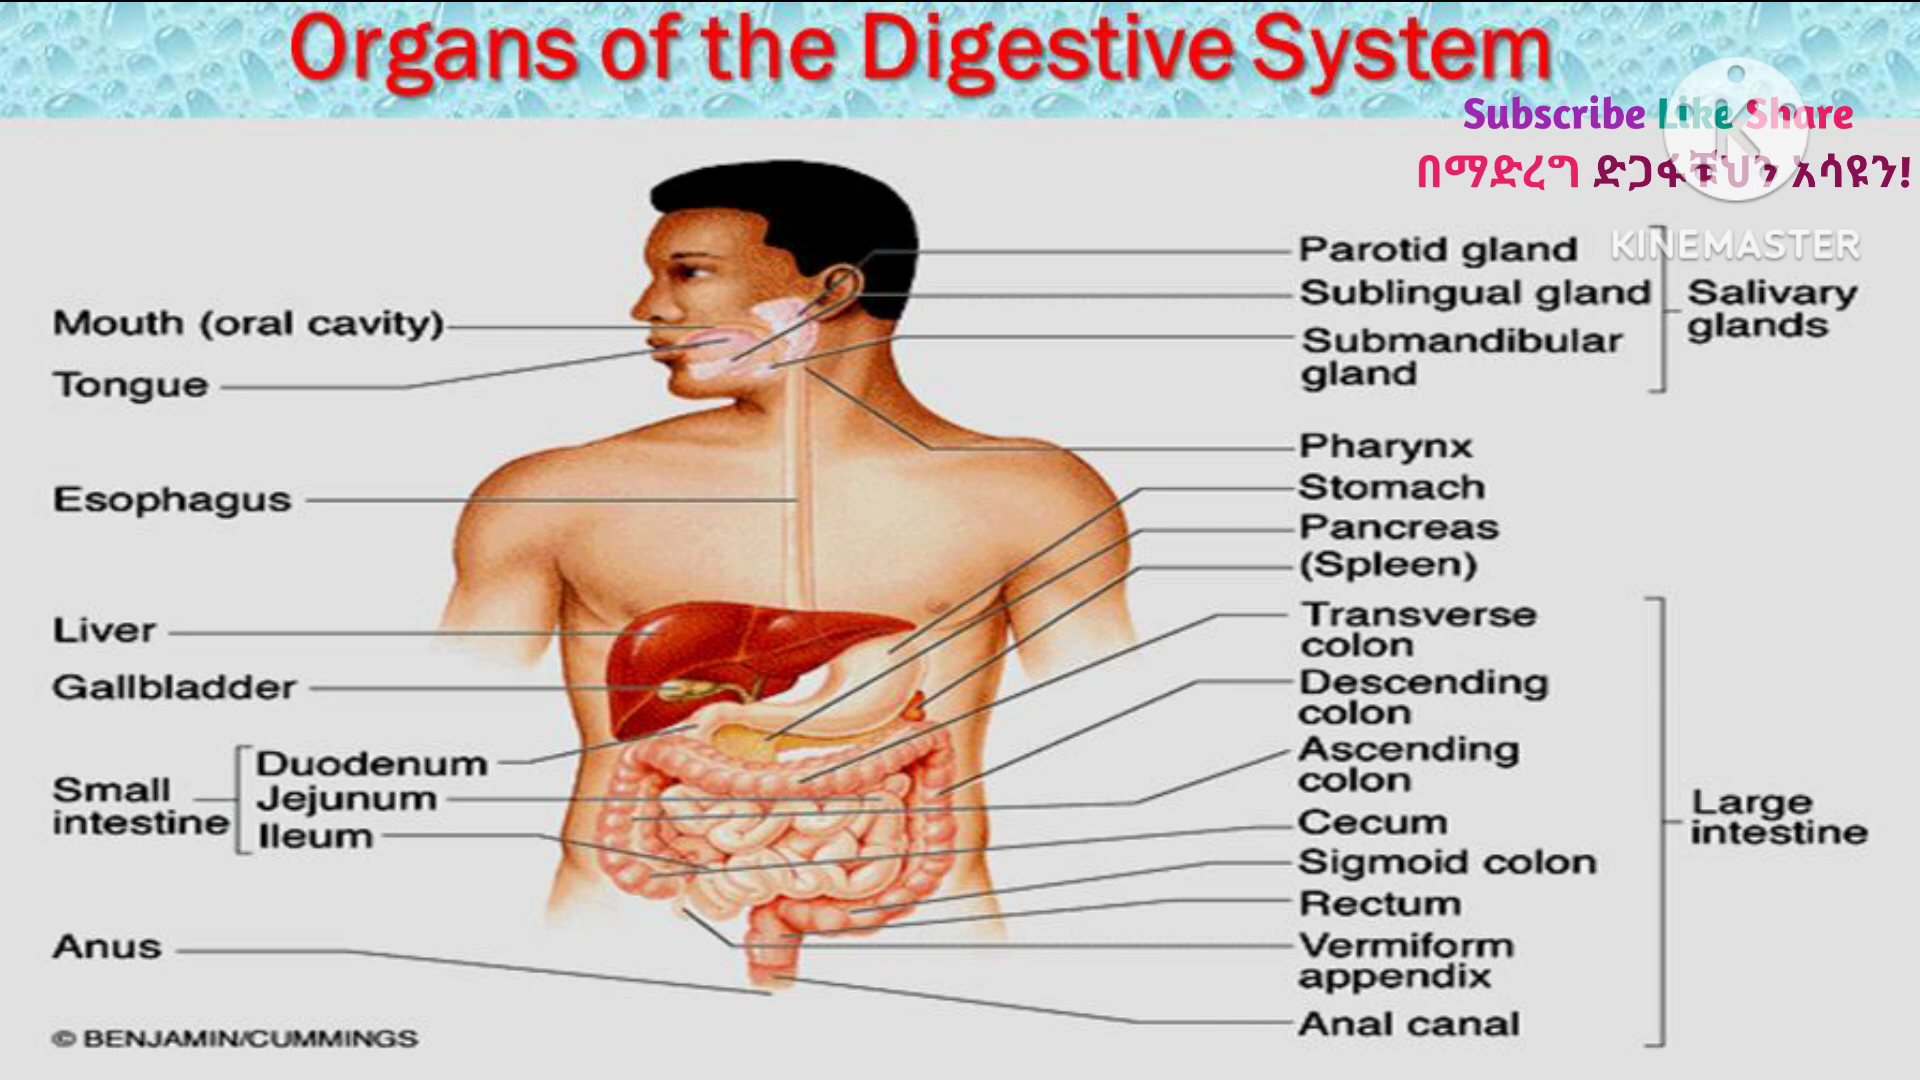 Organs of the Digestive System
Subscribe Like Share
በማድረግ ድጋፋቹህን አሳዩን!
KINEMASTER
Mouth (oral cavity)
Tongue
Esophagus
Liver
Gallbladder
Small
intestine
Duodenum
Jejunum
Ileum
Anus
© BENJAMIN/CUMMINGS
Parotid gland
Sublingual gland
Submandibular
gland
Salivary
glands
Pharynx
Stomach
Pancreas
(Spleen)
Transverse
colon
Descending
colon
Ascending
colon
Cecum
Sigmoid colon
Rectum
Vermiform
appendix
Anal canal
Large
intestine